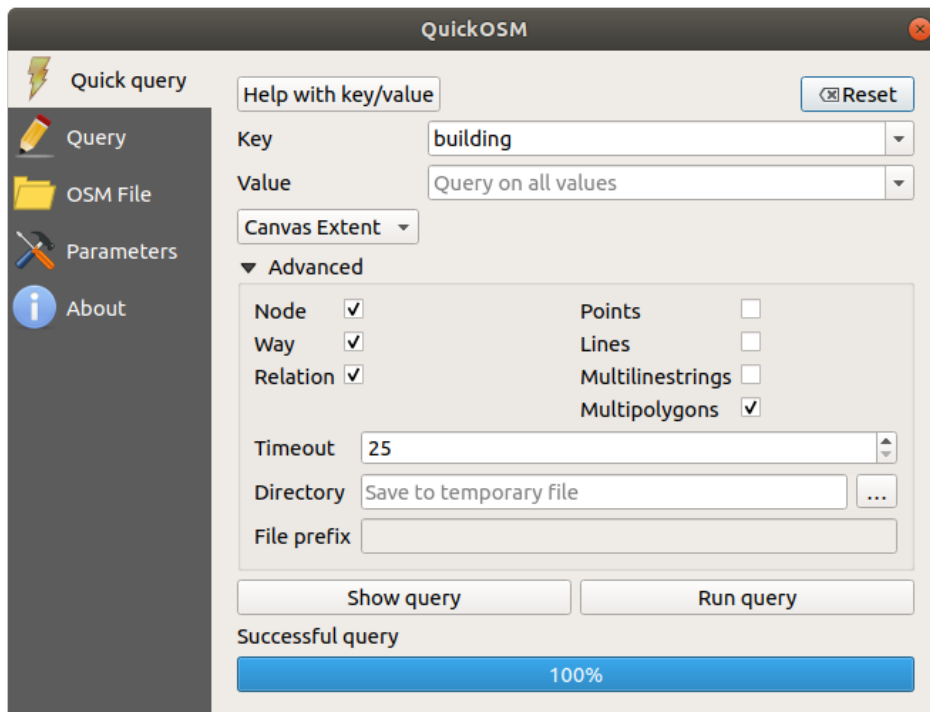 QuickOSM
Quick query
Query
OSM File
Parameters
About
Help with key/value
Reset
Key building
Value Query on all values
Canvas Extent
Advanced
Node Points
Way Lines
Relation Multilinestrings
Multipolygons
Timeout 25
Directory Save to temporary file ...
File prefix
Show query Run query
Successful query
100%